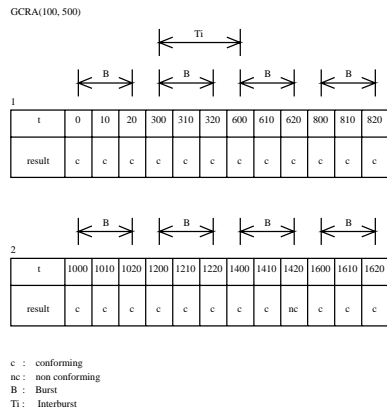 GCRA(100, 500)
Ti
B B B B
1
t 0 10 20 300 310 320 600 610 620 800 810 820
result c c c c c c c c c c c c
B B B B
2
t 1000 1010 1020 1200 1210 1220 1400 1410 1420 1600 1610 1620
result c c c c c c c c nc c c c
c : conforming
nc : non conforming
B : Burst
Ti : Interburst